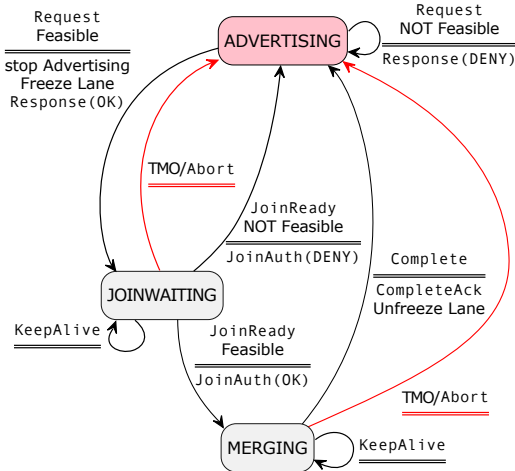 Request
Feasible
stop Advertising
Freeze Lane
Response(OK)
ADVERTISING
Request
NOT Feasible
Response(DENY)
TMO/Abort
JoinReady
NOT Feasible
JoinAuth(DENY)
Complete
CompleteAck
Unfreeze Lane
JOINWAITING
KeepAlive
JoinReady
Feasible
JoinAuth(OK)
TMO/Abort
MERGING
KeepAlive